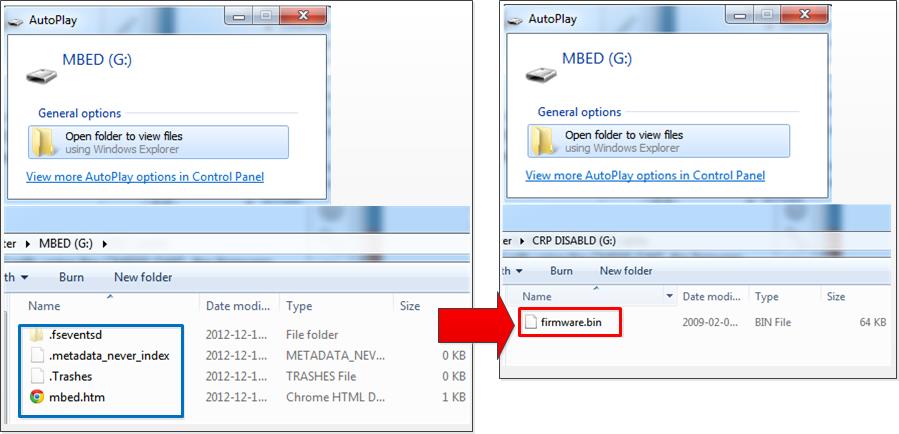 AutoPlay
MBED (G:)
General options
Open folder to view files
using Windows Explorer
View more AutoPlay options in Control Panel
ter ▸ MBED (G:) ▸
th Burn New folder
Name Date modi... Type Size
.fseventsd 2012-12-1... File folder
.metadata_never_index 2012-12-1... METADATA_NEV... 0 KB
.Trashes 2012-12-1... TRASHES File 0 KB
mbed.htm 2012-12-1... Chrome HTML D... 1 KB
AutoPlay
MBED (G:)
General options
Open folder to view files
using Windows Explorer
View more AutoPlay options in Control Panel
er ▸ CRP DISABLD (G:)
th Burn New folder
Name Date modi... Type Size
firmware.bin 2009-02-0... BIN File 64 KB